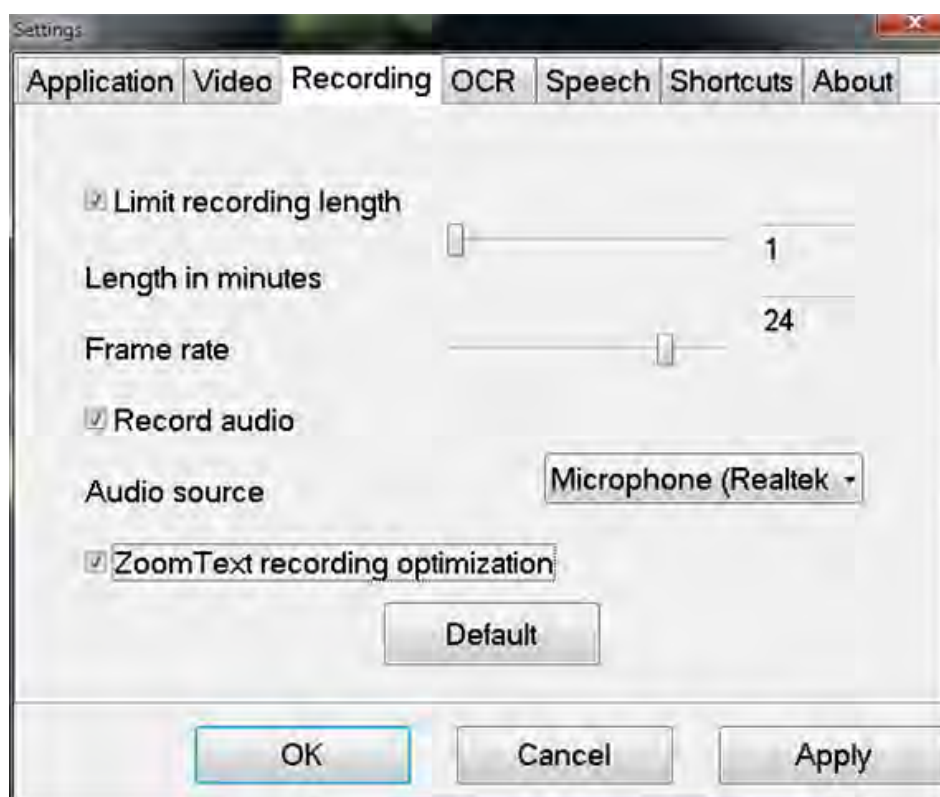 Settings
Application Video Recording OCR Speech Shortcuts About
Limit recording length
1
Length in minutes
24
Frame rate
Record audio
Audio source Microphone (Realtek
ZoomText recording optimization
Default
OK Cancel Apply